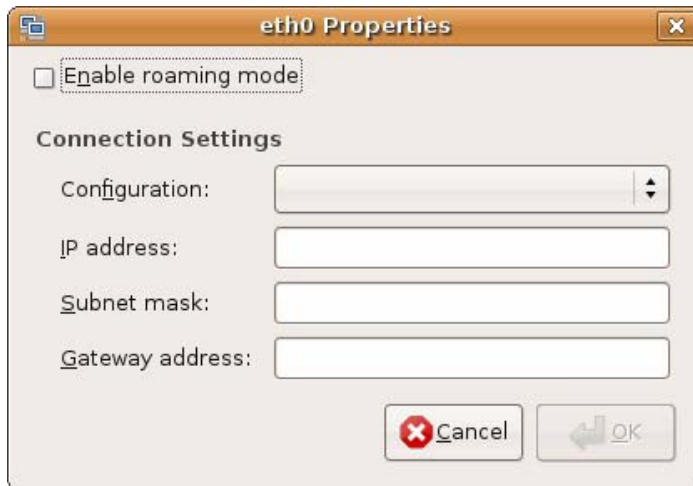 eth0 Properties
Enable roaming mode
Connection Settings
Configuration:
IP address:
Subnet mask:
Gateway address:
Cancel
OK